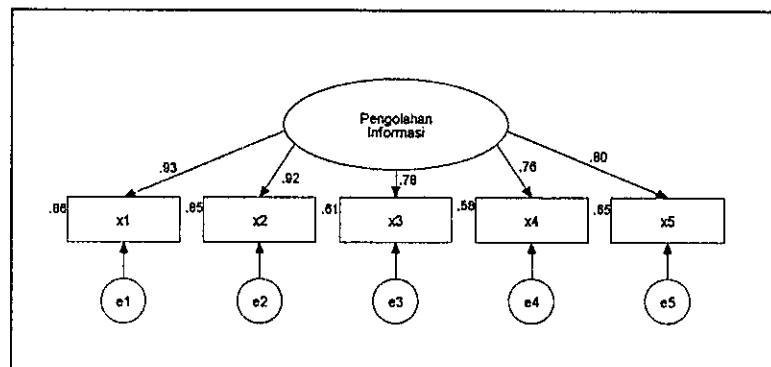 Pengolahan
Informasi
.93
.92
.78
.76
.80
.86
x1
.85
x2
.61
x3
.58
x4
.65
x5
e1
e2
e3
e4
e5